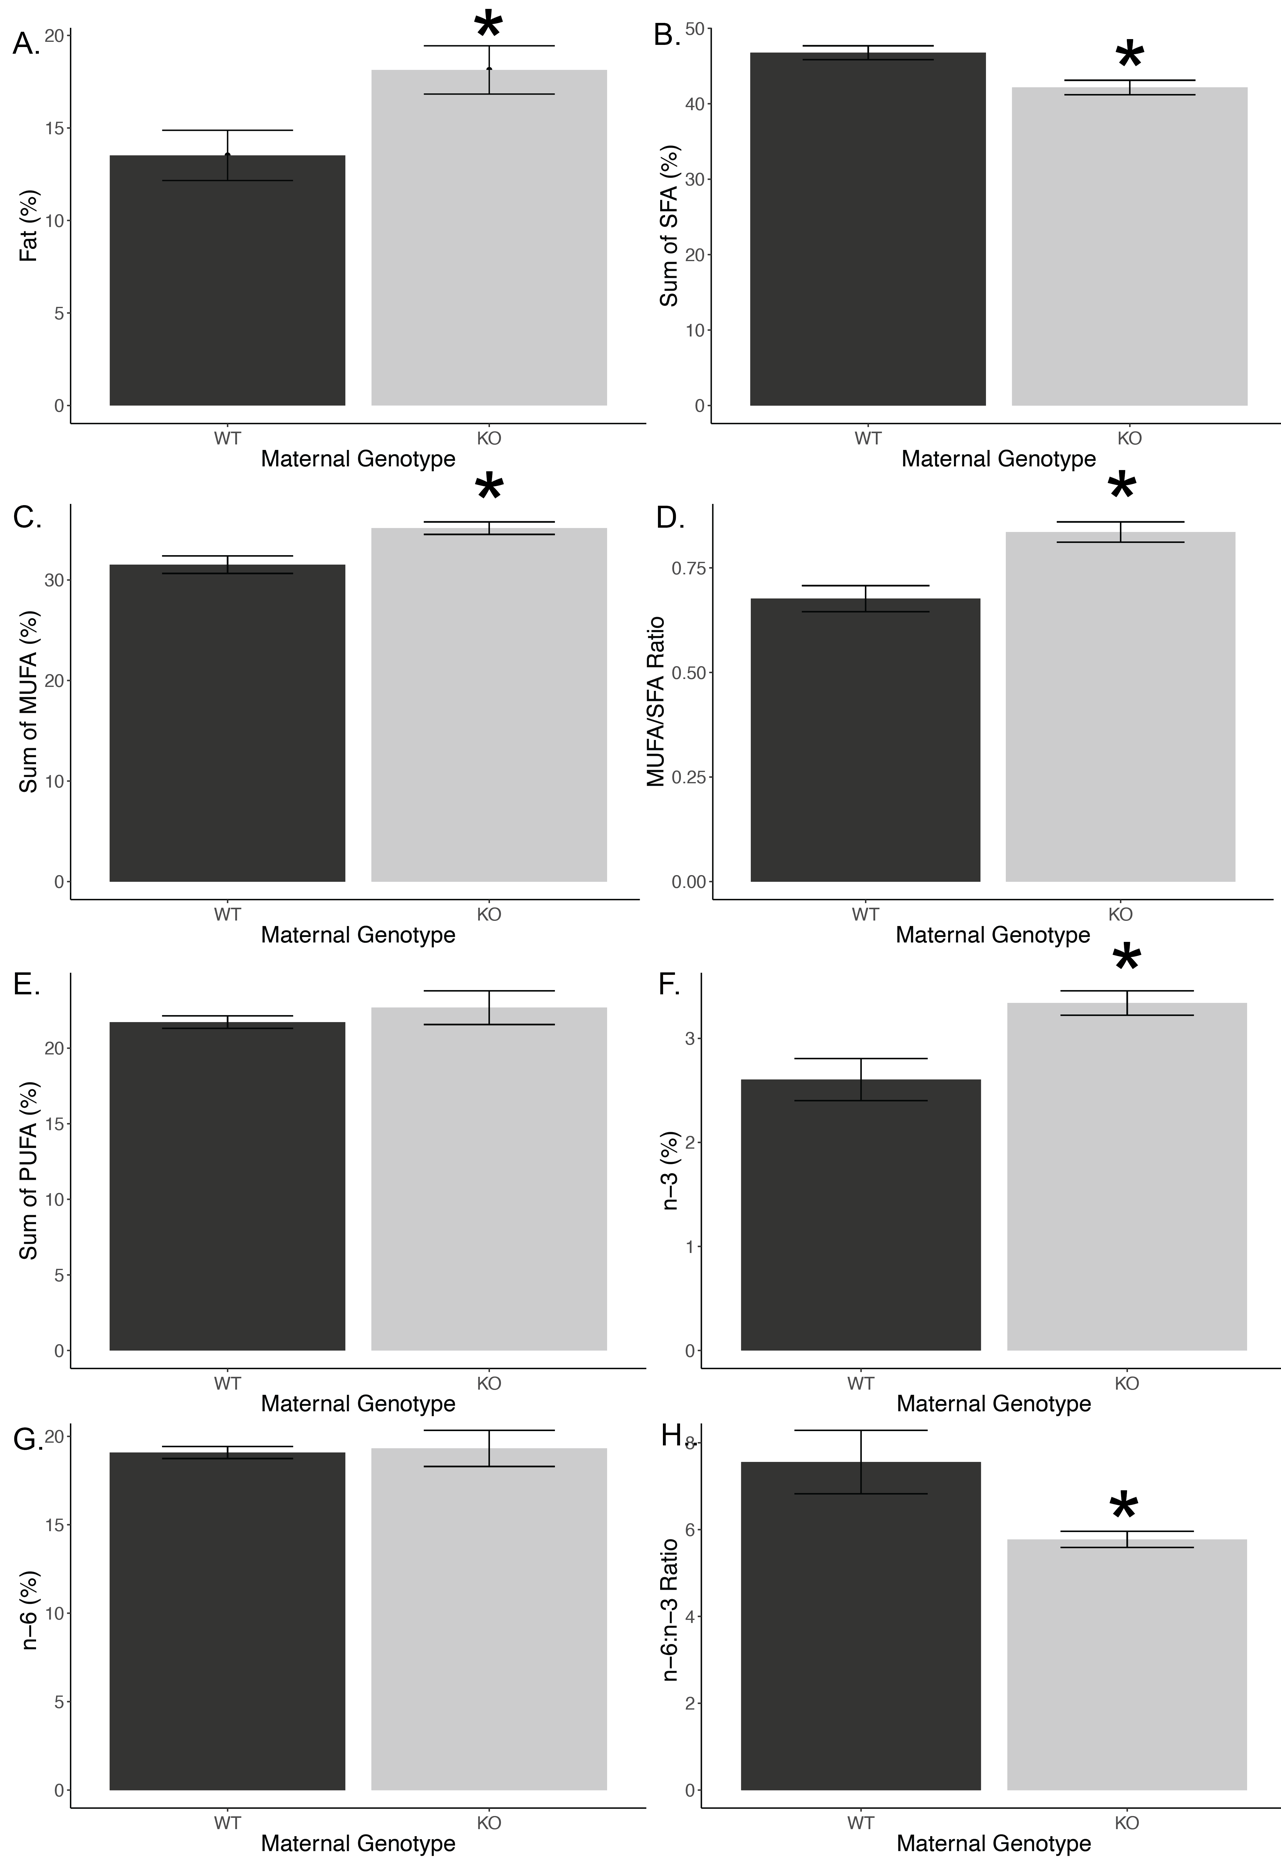 A.
*
20
15
10
5
0
Fat (%)
WT
KO
Maternal Genotype
B.
*
50
40
30
20
10
0
Sum of SFA (%)
WT
KO
Maternal Genotype
C.
*
30
20
10
0
Sum of MUFA (%)
WT
KO
Maternal Genotype
D.
*
0.75
0.50
0.25
0.00
MUFA/SFA Ratio
WT
KO
Maternal Genotype
E.
20
15
10
5
0
Sum of PUFA (%)
WT
KO
Maternal Genotype
F.
*
3
2
1
0
n−3 (%)
WT
KO
Maternal Genotype
G.
20
15
10
5
0
n−6 (%)
WT
KO
Maternal Genotype
H.
*
8
6
4
2
0
n−6:n−3 Ratio
WT
KO
Maternal Genotype